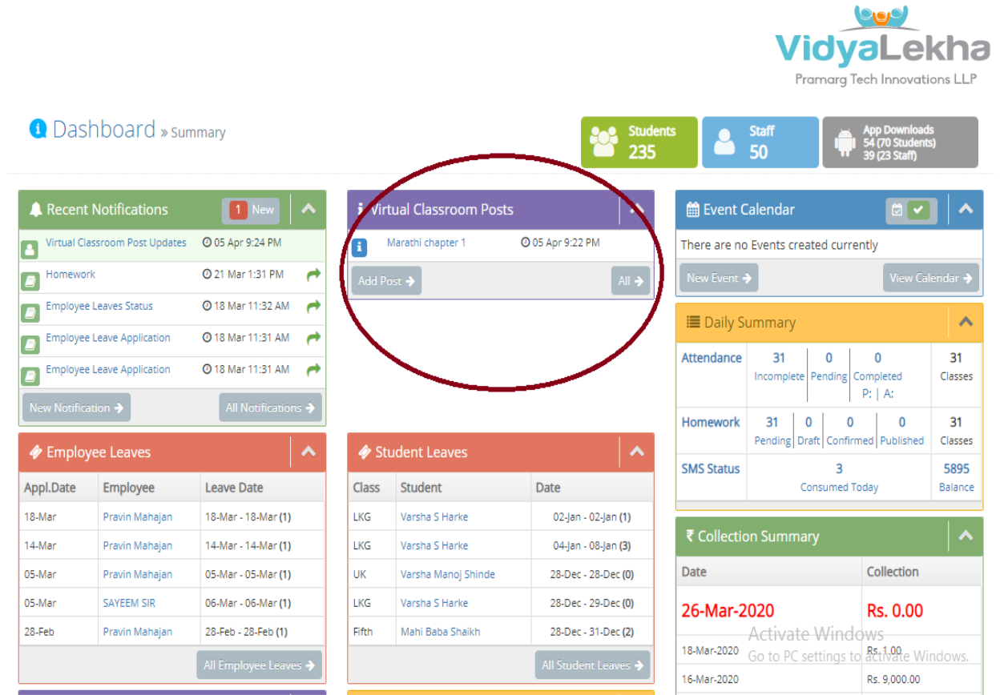 VidyaLekha
Pramarg Tech Innovations LLP
Dashboard » Summary
Students
235
Staff
50
App Downloads
54 (70 Students)
39 (23 Staff)
Recent Notifications
1 New
Virtual Classroom Post Updates 05 Apr 9:24 PM
Homework 21 Mar 1:31 PM
Employee Leaves Status 18 Mar 11:32 AM
Employee Leave Application 18 Mar 11:31 AM
Employee Leave Application 18 Mar 11:31 AM
New Notification
All Notifications
Virtual Classroom Posts
Marathi chapter 1 05 Apr 9:22 PM
Add Post
All
Event Calendar
There are no Events created currently
New Event
View Calendar
Daily Summary
Attendance 31 0 0 31
Incomplete Pending Completed Classes
P: | A:
Homework 31 0 0 0 31
Pending Draft Confirmed Published Classes
SMS Status 3 5895
Consumed Today Balance
Employee Leaves
Appl.Date Employee Leave Date
18-Mar Pravin Mahajan 18-Mar - 18-Mar (1)
14-Mar Pravin Mahajan 14-Mar - 14-Mar (1)
05-Mar Pravin Mahajan 05-Mar - 05-Mar (1)
05-Mar SAYEEM SIR 06-Mar - 06-Mar (1)
28-Feb Pravin Mahajan 28-Feb - 28-Feb (1)
All Employee Leaves
Student Leaves
Class Student Date
LKG Varsha S Harke 02-Jan - 02-Jan (1)
LKG Varsha S Harke 04-Jan - 08-Jan (3)
UK Varsha Manoj Shinde 28-Dec - 28-Dec (0)
LKG Varsha S Harke 28-Dec - 29-Dec (0)
Fifth Mahi Baba Shaikh 28-Dec - 31-Dec (2)
All Student Leaves
₹ Collection Summary
Date Collection
26-Mar-2020 Rs. 0.00
18-Mar-2020 Rs. 1.00
16-Mar-2020 Rs. 9,000.00
Activate Windows
Go to PC settings to activate Windows.